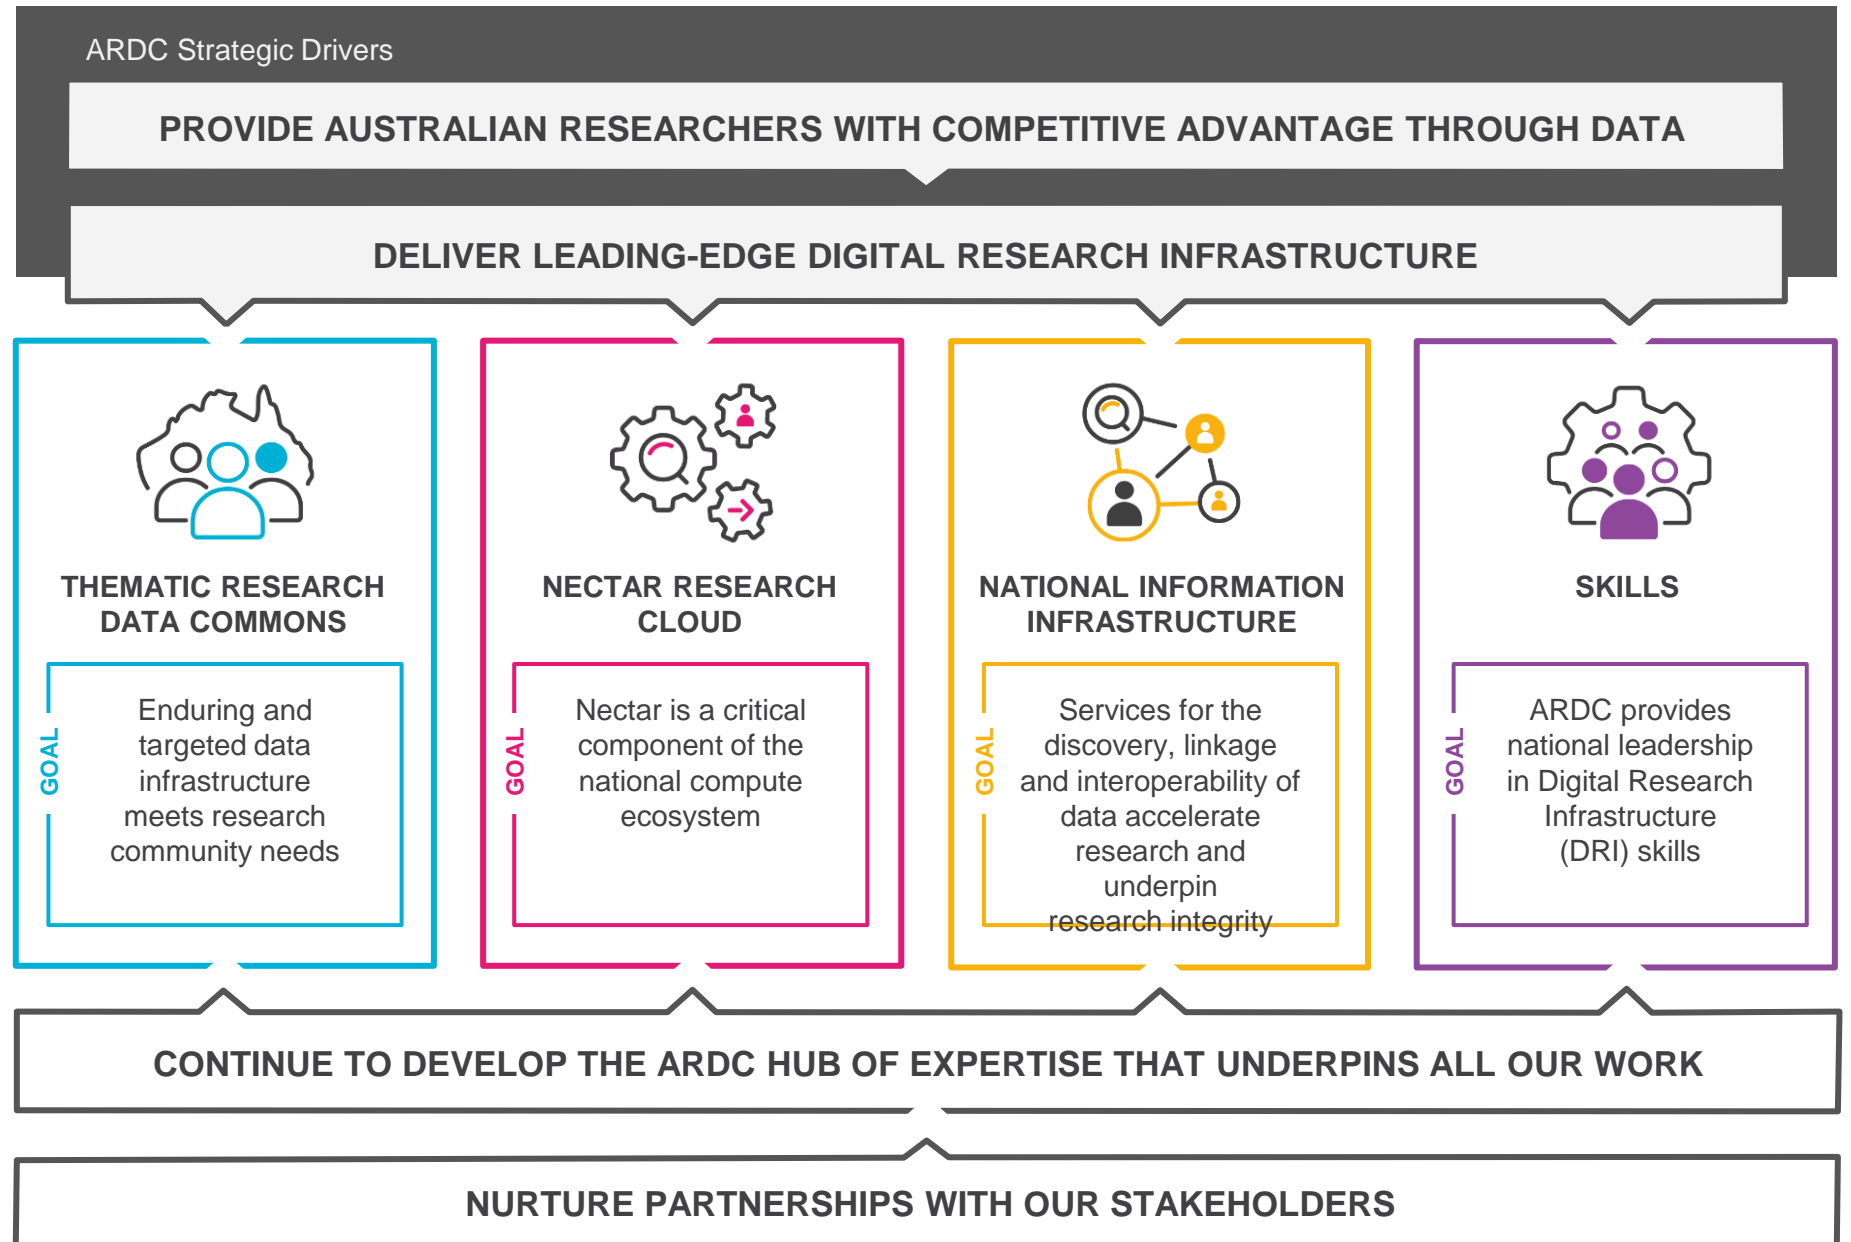 ARDC Strategic Drivers
PROVIDE AUSTRALIAN RESEARCHERS WITH COMPETITIVE ADVANTAGE THROUGH DATA
DELIVER LEADING-EDGE DIGITAL RESEARCH INFRASTRUCTURE
THEMATIC RESEARCH
DATA COMMONS
GOAL
Enduring and
targeted data
infrastructure
meets research
community needs
NECTAR RESEARCH
CLOUD
GOAL
Nectar is a critical
component of the
national compute
ecosystem
NATIONAL INFORMATION
INFRASTRUCTURE
GOAL
Services for the
discovery, linkage
and interoperability of
data accelerate
research and
underpin
research integrity
SKILLS
GOAL
ARDC provides
national leadership
in Digital Research
Infrastructure
(DRI) skills
CONTINUE TO DEVELOP THE ARDC HUB OF EXPERTISE THAT UNDERPINS ALL OUR WORK
NURTURE PARTNERSHIPS WITH OUR STAKEHOLDERS